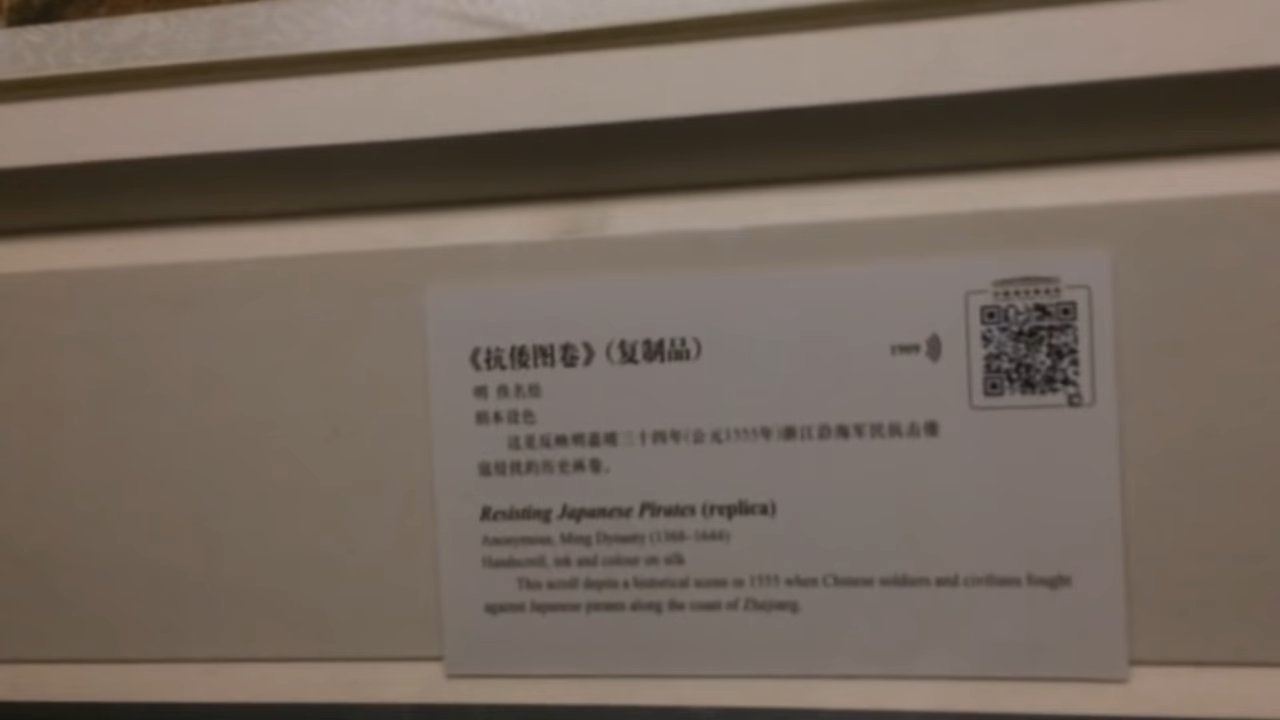 《抗倭图卷》(复制品)
1909
明 佚名绘
绢本设色
这是反映明嘉靖三十四年(公元1555年)浙江沿海军民抗击倭
寇侵扰的历史画卷。
Resisting Japanese Pirates (replica)
Anonymous, Ming Dynasty (1368–1644)
Handscroll, ink and colour on silk
This scroll depits a historical scene in 1555 when Chinese soldiers and civilians fought
against Japanese pirates along the coast of Zhejiang.